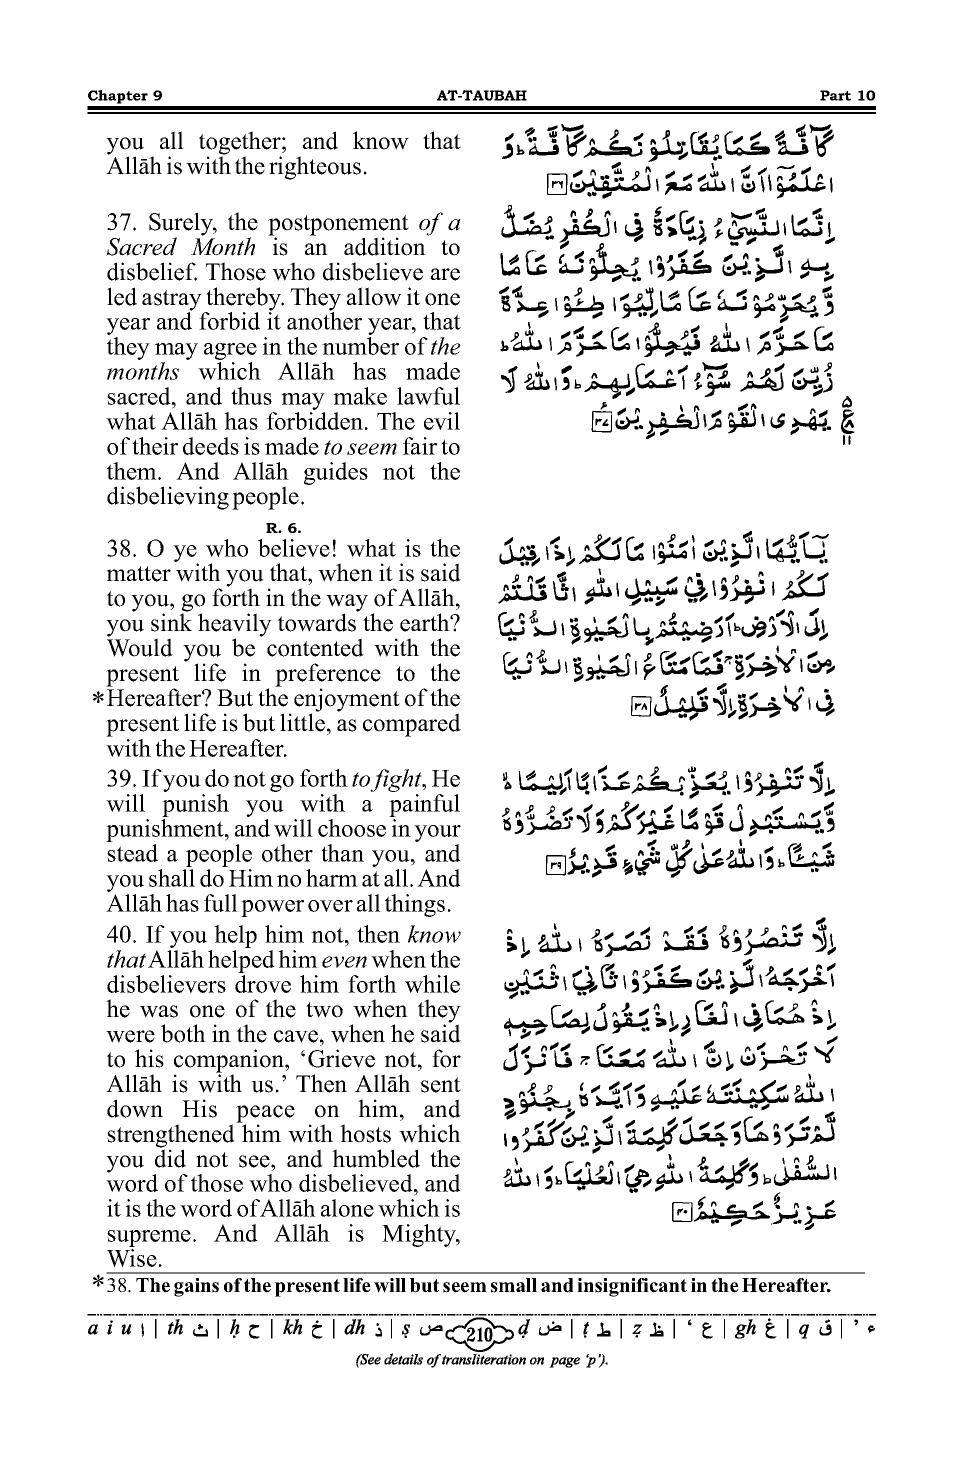 Chapter 9 AT-TAUBAH Part 10
you all together; and know that
Allāh is with the righteous.
كَآفَّةً كَمَا يُقَاتِلُوْنَكُمْ كَآفَّةً ؕ وَ
اعْلَمُوْۤا اَنَّ اللّٰهَ مَعَ الْمُتَّقِيْنَ ۳۶
37. Surely, the postponement of a
Sacred Month is an addition to
disbelief. Those who disbelieve are
led astray thereby. They allow it one
year and forbid it another year, that
they may agree in the number of the
months which Allāh has made
sacred, and thus may make lawful
what Allāh has forbidden. The evil
of their deeds is made to seem fair to
them. And Allāh guides not the
disbelieving people.
اِنَّمَا النَّسِيْٓءُ زِيَادَةٌ فِي الْكُفْرِ يُضَلُّ
بِهِ الَّذِيْنَ كَفَرُوْا يُحِلُّوْنَهٗ عَامًا
وَّيُحَرِّمُوْنَهٗ عَامًا لِّيُوَاطِـُٔوْا عِدَّةَ
مَا حَرَّمَ اللّٰهُ فَيُحِلُّوْا مَا حَرَّمَ اللّٰهُ ؕ
زُيِّنَ لَهُمْ سُوْٓءُ اَعْمَالِهِمْ ؕ وَاللّٰهُ لَا
يَهْدِي الْقَوْمَ الْكٰفِرِيْنَ ۳۷
R. 6.
38. O ye who believe! what is the
matter with you that, when it is said
to you, go forth in the way of Allāh,
you sink heavily towards the earth?
Would you be contented with the
present life in preference to the
*Hereafter? But the enjoyment of the
present life is but little, as compared
with the Hereafter.
يٰۤاَيُّهَا الَّذِيْنَ اٰمَنُوْا مَا لَكُمْ اِذَا قِيْلَ
لَكُمُ انْفِرُوْا فِيْ سَبِيْلِ اللّٰهِ اثَّاقَلْتُمْ
اِلَى الْاَرْضِ ؕ اَرَضِيْتُمْ بِالْحَيٰوةِ الدُّنْيَا
مِنَ الْاٰخِرَةِ ۚ فَمَا مَتَاعُ الْحَيٰوةِ الدُّنْيَا
فِي الْاٰخِرَةِ اِلَّا قَلِيْلٌ ۳۸
39. If you do not go forth to fight, He
will punish you with a painful
punishment, and will choose in your
stead a people other than you, and
you shall do Him no harm at all. And
Allāh has full power over all things.
اِلَّا تَنْفِرُوْا يُعَذِّبْكُمْ عَذَابًا اَلِيْمًا ۙ
وَّيَسْتَبْدِلْ قَوْمًا غَيْرَكُمْ وَلَا تَضُرُّوْهُ
شَيْـًٔا ؕ وَاللّٰهُ عَلٰى كُلِّ شَيْءٍ قَدِيْرٌ ۳۹
40. If you help him not, then know
that Allāh helped him even when the
disbelievers drove him forth while
he was one of the two when they
were both in the cave, when he said
to his companion, ‘Grieve not, for
Allāh is with us.’ Then Allāh sent
down His peace on him, and
strengthened him with hosts which
you did not see, and humbled the
word of those who disbelieved, and
it is the word of Allāh alone which is
supreme. And Allāh is Mighty,
Wise.
اِلَّا تَنْصُرُوْهُ فَقَدْ نَصَرَهُ اللّٰهُ اِذْ
اَخْرَجَهُ الَّذِيْنَ كَفَرُوْا ثَانِيَ اثْنَيْنِ
اِذْ هُمَا فِي الْغَارِ اِذْ يَقُوْلُ لِصَاحِبِهٖ
لَا تَحْزَنْ اِنَّ اللّٰهَ مَعَنَا ۚ فَاَنْزَلَ
اللّٰهُ سَكِيْنَتَهٗ عَلَيْهِ وَاَيَّدَهٗ بِجُنُوْدٍ
لَّمْ تَرَوْهَا وَجَعَلَ كَلِمَةَ الَّذِيْنَ كَفَرُوا
السُّفْلٰى ؕ وَكَلِمَةُ اللّٰهِ هِيَ الْعُلْيَا ؕ وَاللّٰهُ
عَزِيْزٌ حَكِيْمٌ ۴۰
*38. The gains of the present life will but seem small and insignificant in the Hereafter.
a i u ا | th ث | ḥ ح | kh خ | dh ذ | ṣ ص 210 ḍ ض | ṭ ط | ẓ ظ | ‘ ع | gh غ | q ق | ’ ء
(See details of transliteration on page ‘p’).